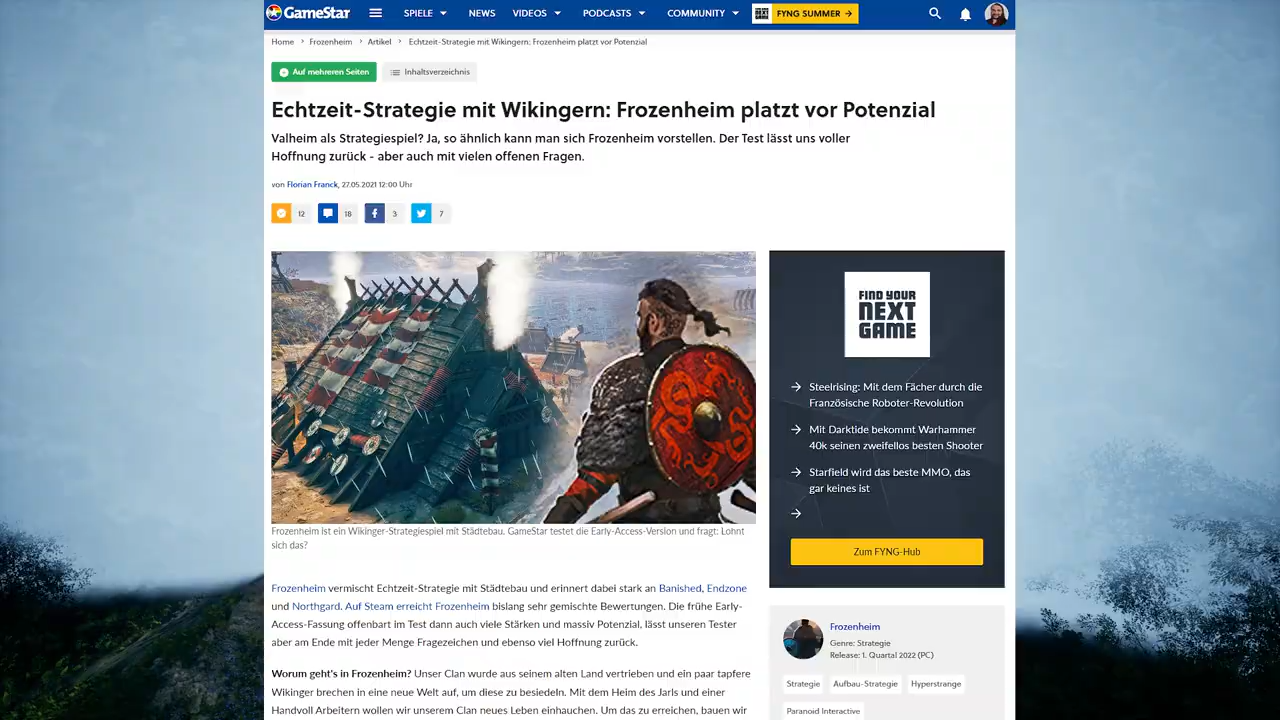 GameStar
SPIELE
NEWS
VIDEOS
PODCASTS
COMMUNITY
NEXT
FYNG SUMMER →
Home > Frozenheim > Artikel > Echtzeit-Strategie mit Wikingern: Frozenheim platzt vor Potenzial
Auf mehreren Seiten
Inhaltsverzeichnis
Echtzeit-Strategie mit Wikingern: Frozenheim platzt vor Potenzial
Valheim als Strategiespiel? Ja, so ähnlich kann man sich Frozenheim vorstellen. Der Test lässt uns voller
Hoffnung zurück - aber auch mit vielen offenen Fragen.
von Florian Franck, 27.05.2021 12:00 Uhr
12
18
3
7
Frozenheim ist ein Wikinger-Strategiespiel mit Städtebau. GameStar testet die Early-Access-Version und fragt: Lohnt
sich das?
Frozenheim vermischt Echtzeit-Strategie mit Städtebau und erinnert dabei stark an Banished, Endzone
und Northgard. Auf Steam erreicht Frozenheim bislang sehr gemischte Bewertungen. Die frühe Early-
Access-Fassung offenbart im Test dann auch viele Stärken und massiv Potenzial, lässt unseren Tester
aber am Ende mit jeder Menge Fragezeichen und ebenso viel Hoffnung zurück.
Worum geht's in Frozenheim? Unser Clan wurde aus seinem alten Land vertrieben und ein paar tapfere
Wikinger brechen in eine neue Welt auf, um diese zu besiedeln. Mit dem Heim des Jarls und einer
Handvoll Arbeitern wollen wir unserem Clan neues Leben einhauchen. Um das zu erreichen, bauen wir
FIND YOUR
NEXT
GAME
→ Steelrising: Mit dem Fächer durch die
Französische Roboter-Revolution
→ Mit Darktide bekommt Warhammer
40k seinen zweifellos besten Shooter
→ Starfield wird das beste MMO, das
gar keines ist
→
Zum FYNG-Hub
Frozenheim
Genre: Strategie
Release: 1. Quartal 2022 (PC)
Strategie
Aufbau-Strategie
Hyperstrange
Paranoid Interactive